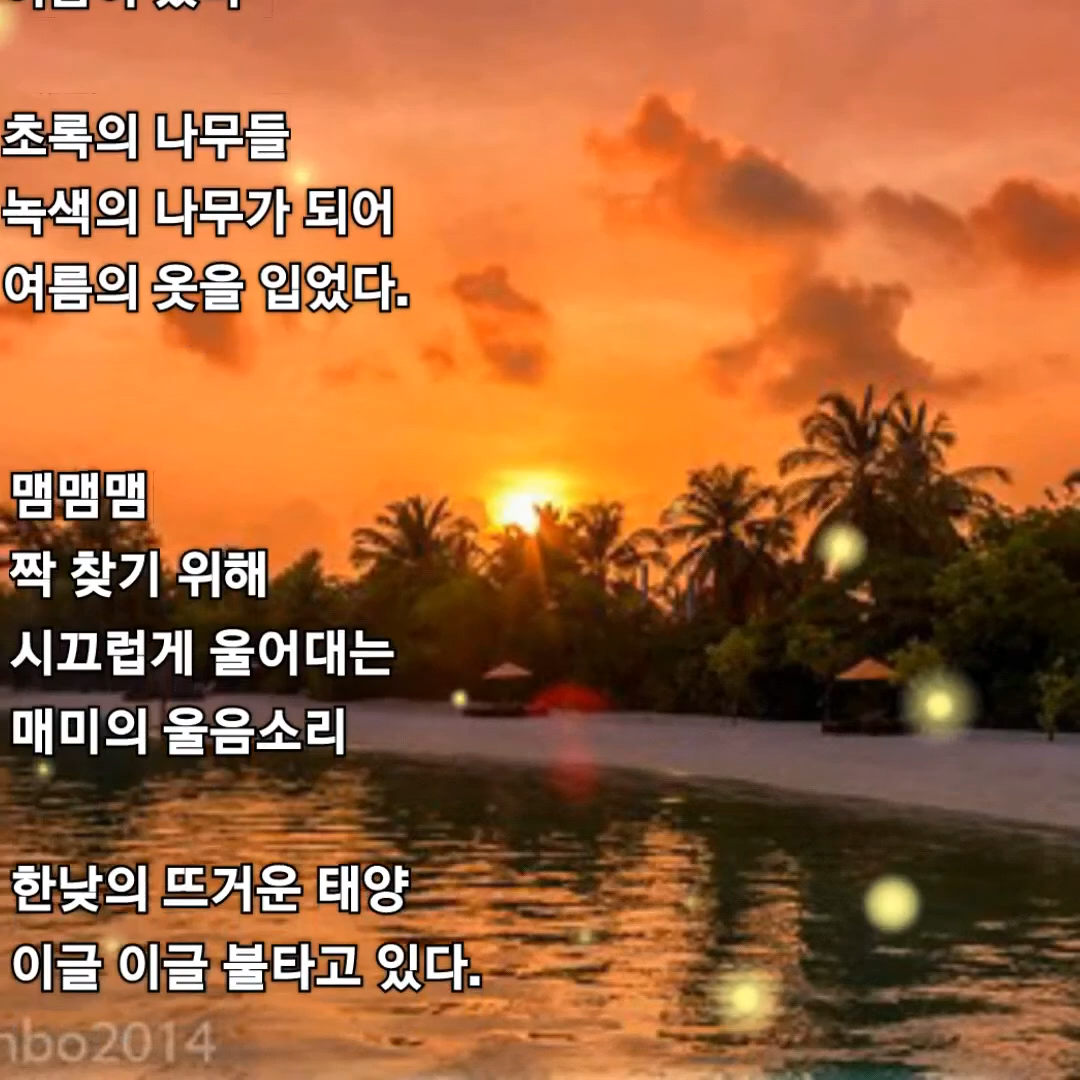 초록의 나무들
녹색의 나무가 되어
여름의 옷을 입었다.
맴맴맴
짝 찾기 위해
시끄럽게 울어대는
매미의 울음소리
한낮의 뜨거운 태양
이글 이글 불타고 있다.
nbo2014